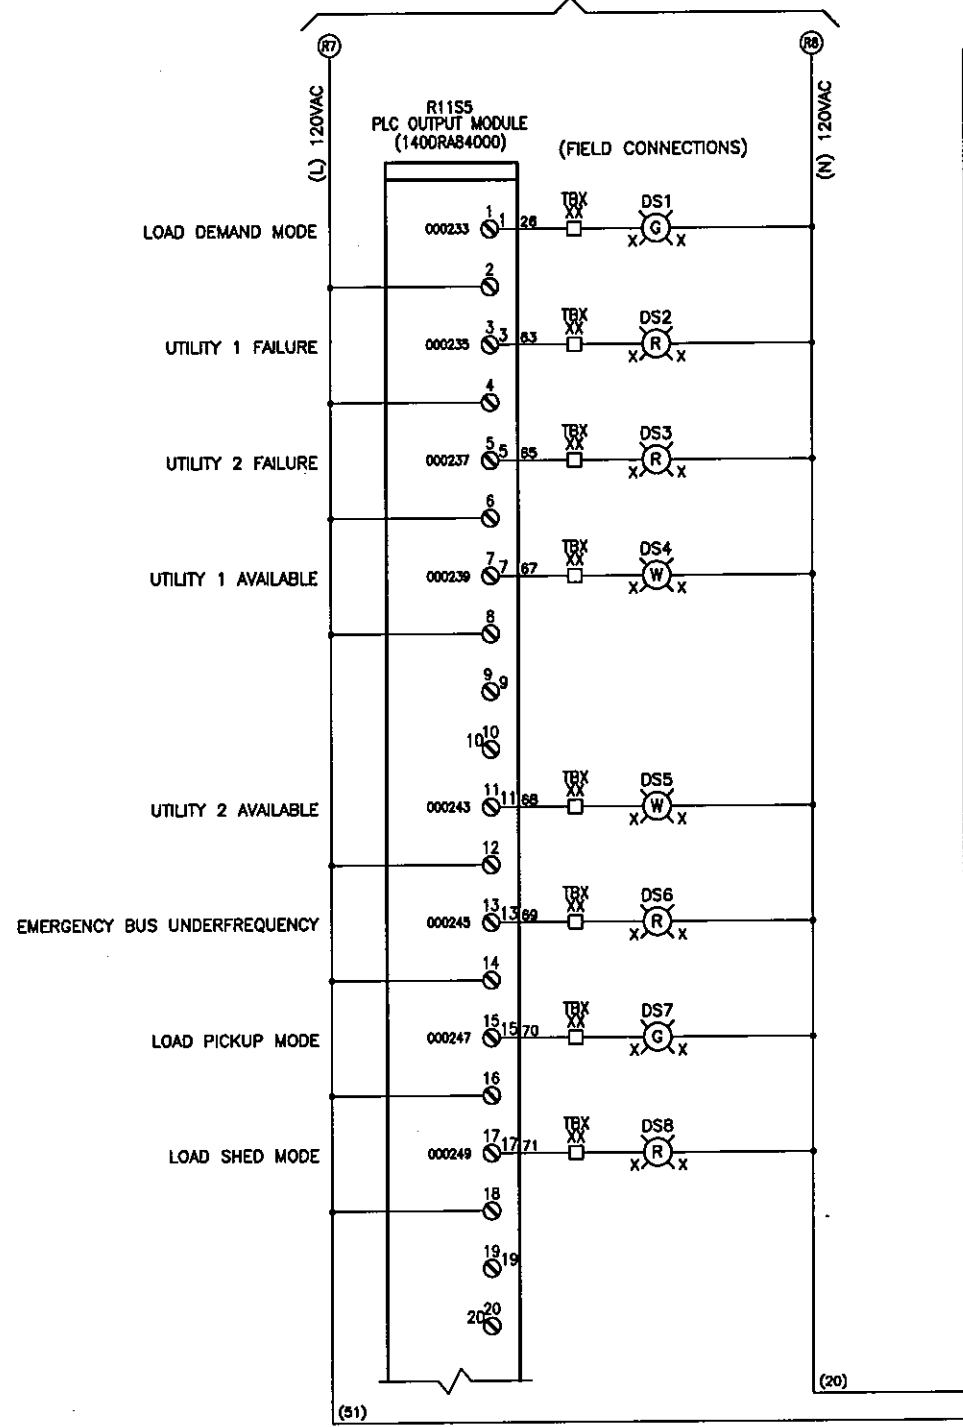 R7
R8
(L) 120VAC
(N) 120VAC
R11S5
PLC OUTPUT MODULE
(140DRA84000)
(FIELD CONNECTIONS)
LOAD DEMAND MODE 000233 1 1 26 TBX XX DS1 G X X
2
UTILITY 1 FAILURE 000235 3 3 63 TBX XX DS2 R X X
4
UTILITY 2 FAILURE 000237 5 5 65 TBX XX DS3 R X X
6
UTILITY 1 AVAILABLE 000239 7 7 67 TBX XX DS4 W X X
8
9 9
10 10
UTILITY 2 AVAILABLE 000243 11 11 68 TBX XX DS5 W X X
12
EMERGENCY BUS UNDERFREQUENCY 000245 13 13 69 TBX XX DS6 R X X
14
LOAD PICKUP MODE 000247 15 15 70 TBX XX DS7 G X X
16
LOAD SHED MODE 000249 17 17 71 TBX XX DS8 R X X
18
19 19
20 20
(20)
(51)